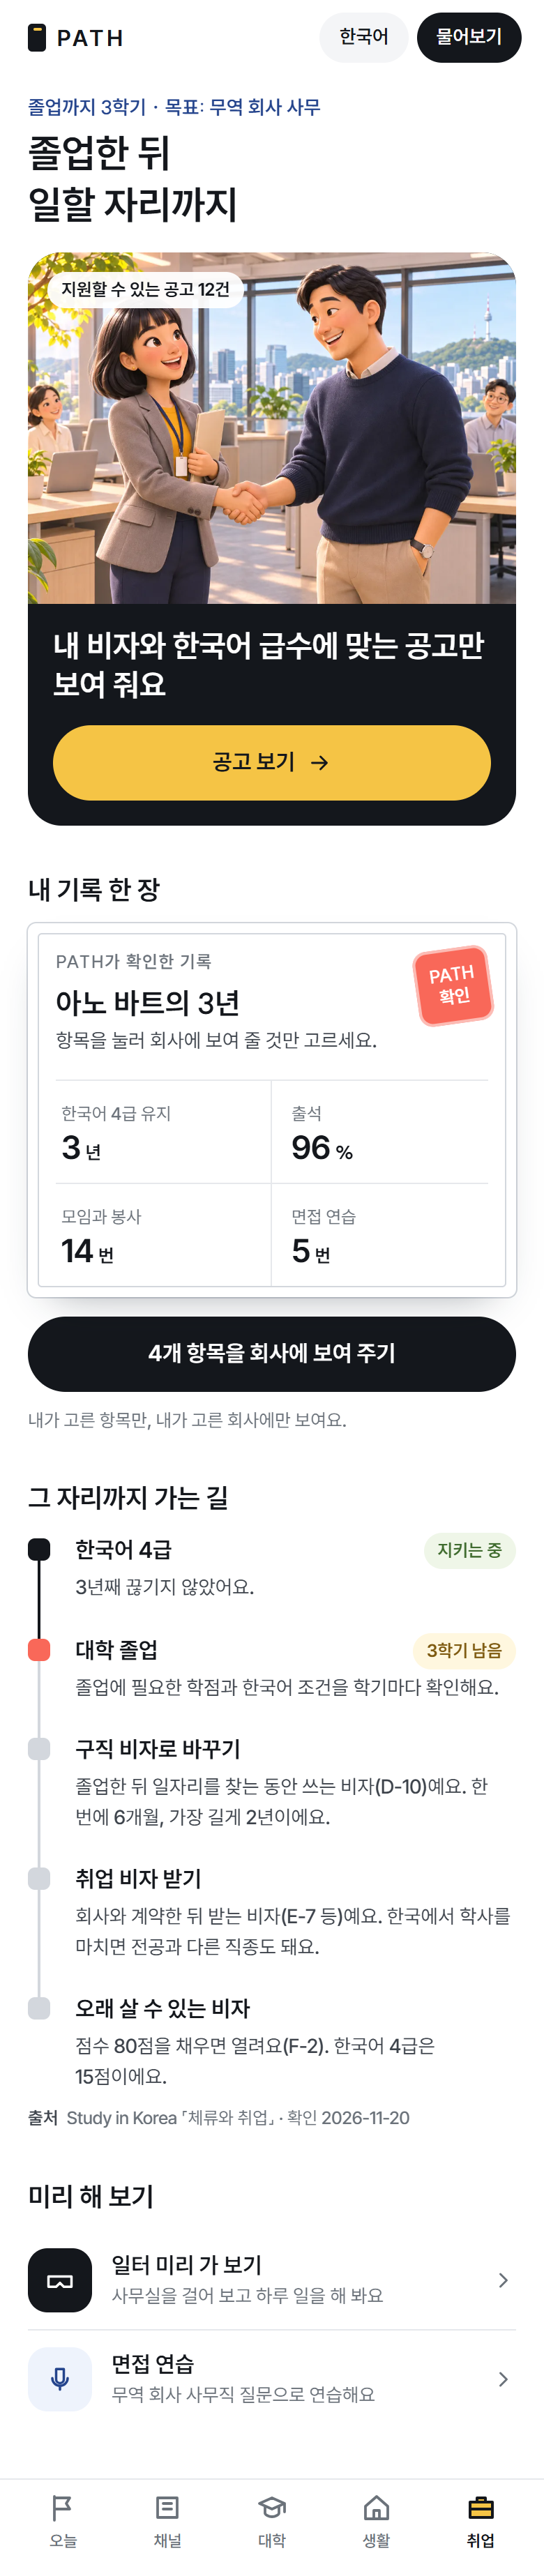 PATH
한국어
물어보기
졸업까지 3학기 · 목표: 무역 회사 사무
졸업한 뒤
일할 자리까지
지원할 수 있는 공고 12건
내 비자와 한국어 급수에 맞는 공고만
보여 줘요
공고 보기 →
내 기록 한 장
PATH가 확인한 기록
PATH
확인
아노 바트의 3년
항목을 눌러 회사에 보여 줄 것만 고르세요.
한국어 4급 유지
3 년
출석
96 %
모임과 봉사
14 번
면접 연습
5 번
4개 항목을 회사에 보여 주기
내가 고른 항목만, 내가 고른 회사에만 보여요.
그 자리까지 가는 길
한국어 4급
지키는 중
3년째 끊기지 않았어요.
대학 졸업
3학기 남음
졸업에 필요한 학점과 한국어 조건을 학기마다 확인해요.
구직 비자로 바꾸기
졸업한 뒤 일자리를 찾는 동안 쓰는 비자(D-10)예요. 한
번에 6개월, 가장 길게 2년이에요.
취업 비자 받기
회사와 계약한 뒤 받는 비자(E-7 등)예요. 한국에서 학사를
마치면 전공과 다른 직종도 돼요.
오래 살 수 있는 비자
점수 80점을 채우면 열려요(F-2). 한국어 4급은
15점이에요.
출처 Study in Korea 「체류와 취업」 · 확인 2026-11-20
미리 해 보기
일터 미리 가 보기
사무실을 걸어 보고 하루 일을 해 봐요
면접 연습
무역 회사 사무직 질문으로 연습해요
오늘
채널
대학
생활
취업